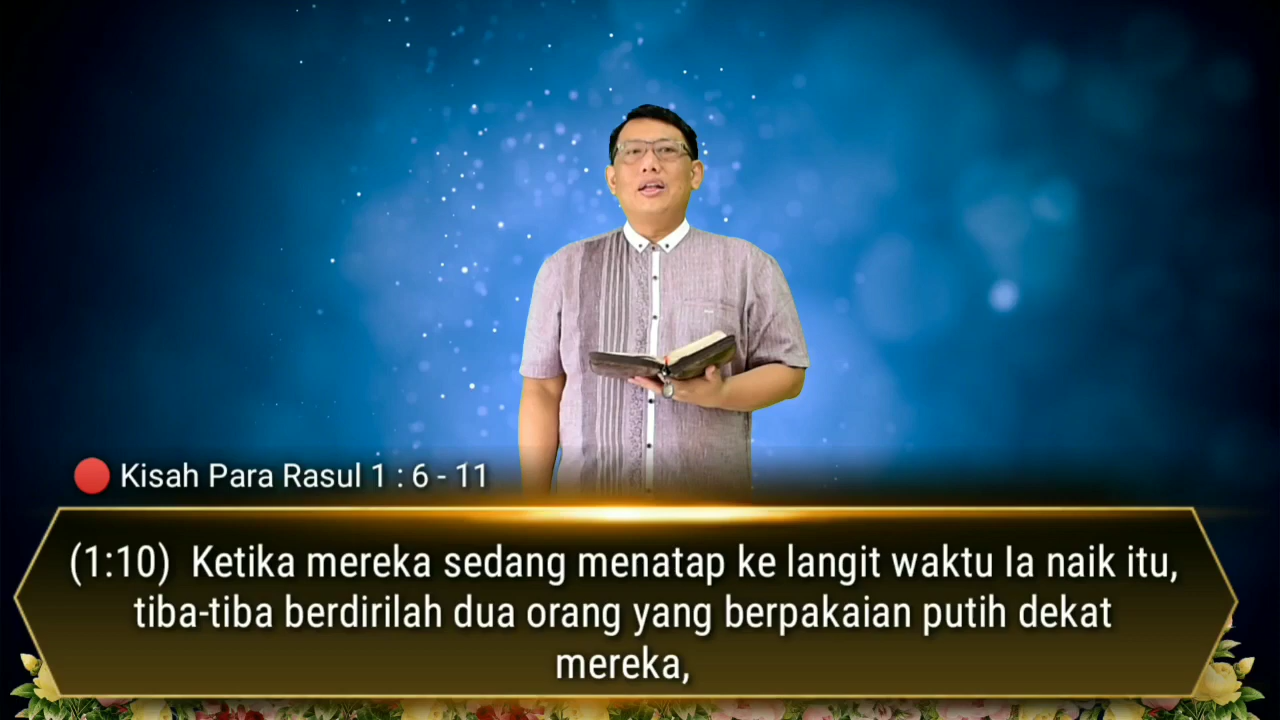 Kisah Para Rasul 1 : 6 - 11
(1:10) Ketika mereka sedang menatap ke langit waktu Ia naik itu,
tiba-tiba berdirilah dua orang yang berpakaian putih dekat
mereka,